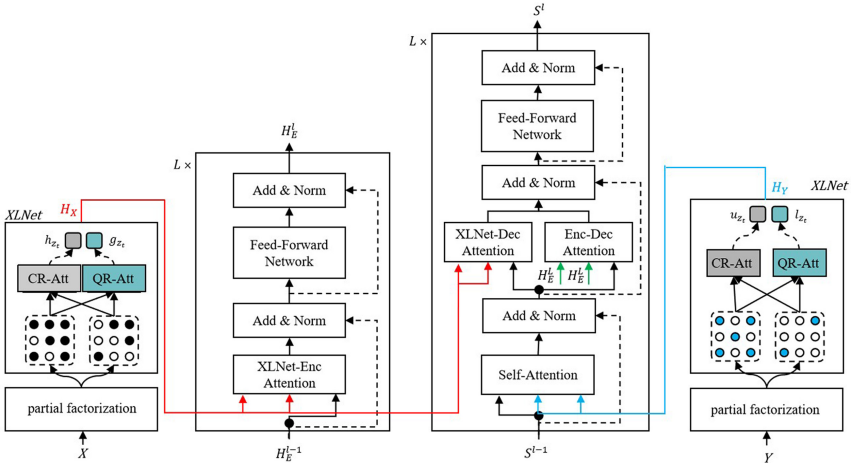 XLNet
H_X
h_{z_t}
g_{z_t}
CR-Att
QR-Att
partial factorization
X
H_E^l
L ×
Add & Norm
Feed-Forward
Network
Add & Norm
XLNet-Enc
Attention
H_E^{l-1}
S^l
L ×
Add & Norm
Feed-Forward
Network
Add & Norm
XLNet-Dec
Attention
Enc-Dec
Attention
H_E^L
H_E^L
Add & Norm
Self-Attention
S^{l-1}
H_Y
XLNet
u_{z_t}
l_{z_t}
CR-Att
QR-Att
partial factorization
Y